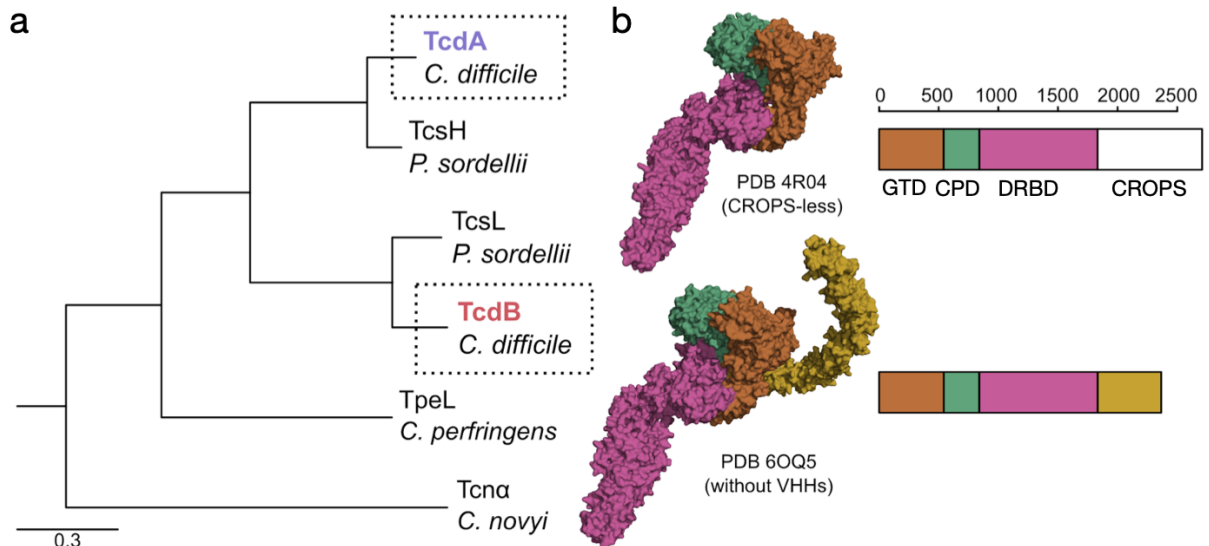 a
TcdA
C. difficile
TcsH
P. sordellii
TcsL
P. sordellii
TcdB
C. difficile
TpeL
C. perfringens
Tcnα
C. novyi
0.3
b
PDB 4R04
(CROPS-less)
0 500 1000 1500 2000 2500
GTD CPD DRBD CROPS
PDB 6OQ5
(without VHHs)